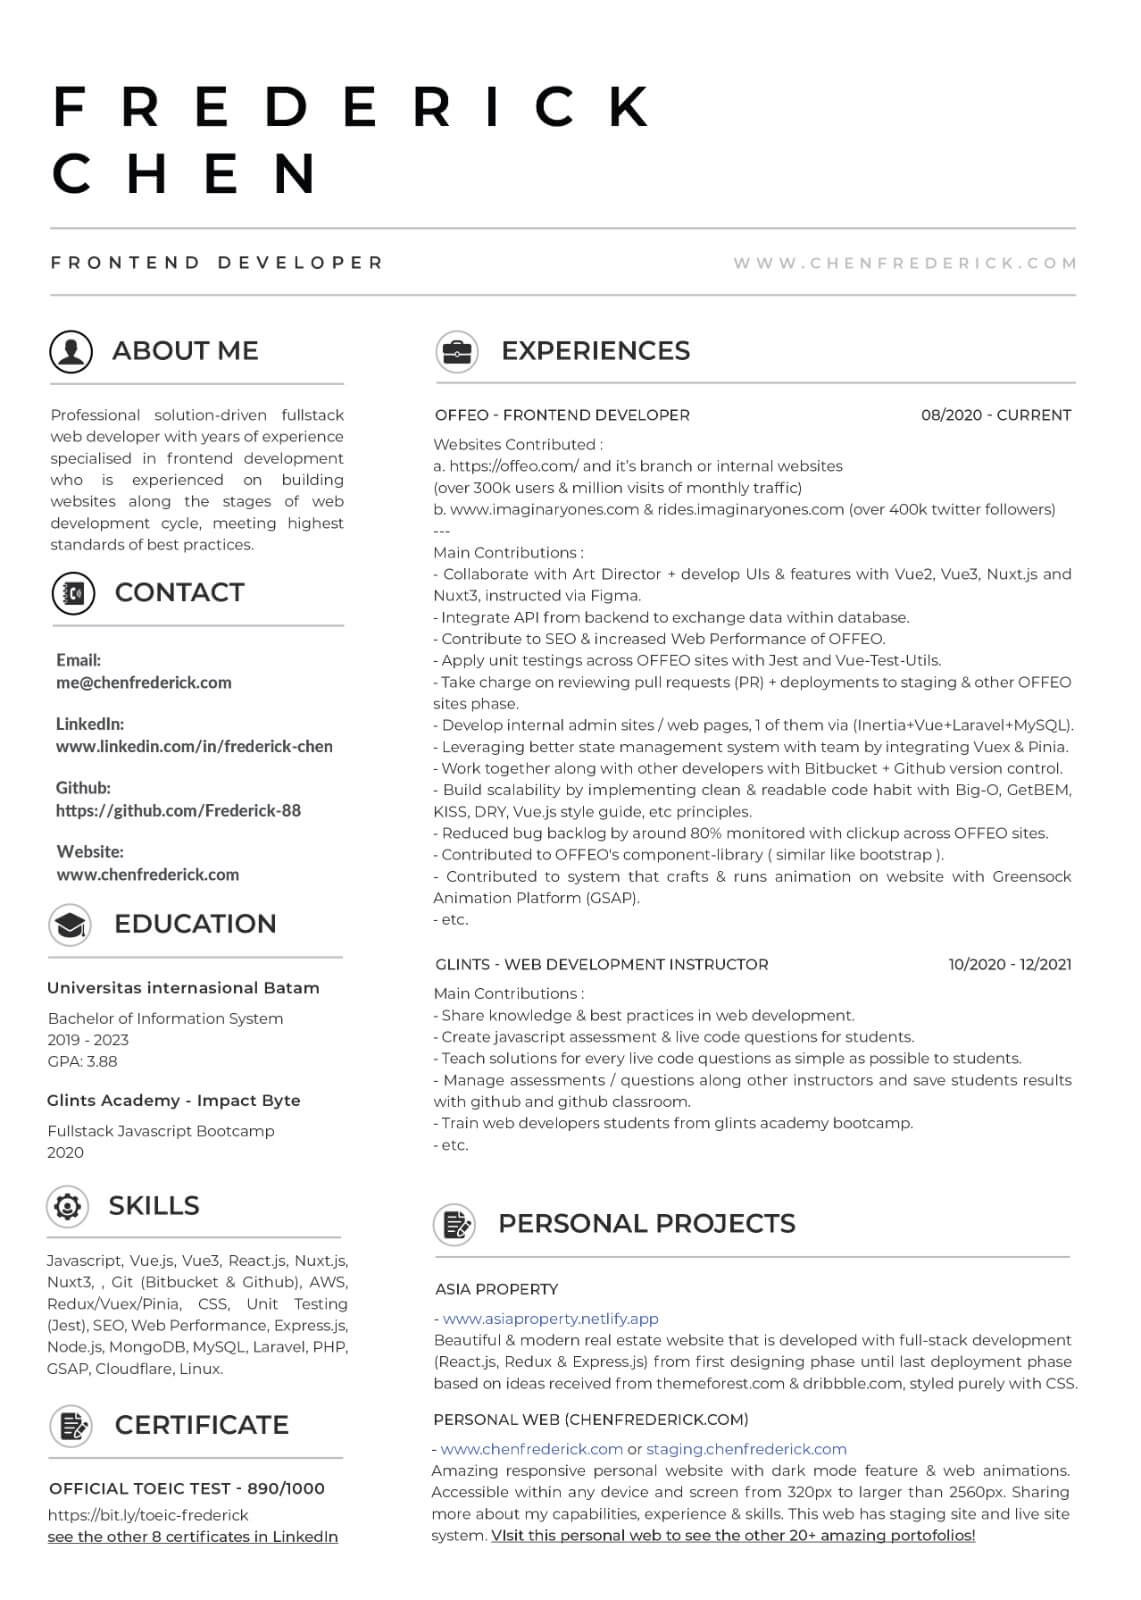 FREDERICK
CHEN
FRONTEND DEVELOPER
WWW.CHENFREDERICK.COM
ABOUT ME
Professional solution-driven fullstack
web developer with years of experience
specialised in frontend development
who is experienced on building
websites along the stages of web
development cycle, meeting highest
standards of best practices.
CONTACT
Email:
me@chenfrederick.com
LinkedIn:
www.linkedin.com/in/frederick-chen
Github:
https://github.com/Frederick-88
Website:
www.chenfrederick.com
EDUCATION
Universitas internasional Batam
Bachelor of Information System
2019 - 2023
GPA: 3.88
Glints Academy - Impact Byte
Fullstack Javascript Bootcamp
2020
SKILLS
Javascript, Vue.js, Vue3, React.js, Nuxt.js,
Nuxt3, , Git (Bitbucket & Github), AWS,
Redux/Vuex/Pinia, CSS, Unit Testing
(Jest), SEO, Web Performance, Express.js,
Node.js, MongoDB, MySQL, Laravel, PHP,
GSAP, Cloudflare, Linux.
CERTIFICATE
OFFICIAL TOEIC TEST - 890/1000
https://bit.ly/toeic-frederick
see the other 8 certificates in LinkedIn
EXPERIENCES
OFFEO - FRONTEND DEVELOPER 08/2020 - CURRENT
Websites Contributed :
a. https://offeo.com/ and it's branch or internal websites
(over 300k users & million visits of monthly traffic)
b. www.imaginaryones.com & rides.imaginaryones.com (over 400k twitter followers)
---
Main Contributions :
- Collaborate with Art Director + develop UIs & features with Vue2, Vue3, Nuxt.js and
Nuxt3, instructed via Figma.
- Integrate API from backend to exchange data within database.
- Contribute to SEO & increased Web Performance of OFFEO.
- Apply unit testings across OFFEO sites with Jest and Vue-Test-Utils.
- Take charge on reviewing pull requests (PR) + deployments to staging & other OFFEO
sites phase.
- Develop internal admin sites / web pages, 1 of them via (Inertia+Vue+Laravel+MySQL).
- Leveraging better state management system with team by integrating Vuex & Pinia.
- Work together along with other developers with Bitbucket + Github version control.
- Build scalability by implementing clean & readable code habit with Big-O, GetBEM,
KISS, DRY, Vue.js style guide, etc principles.
- Reduced bug backlog by around 80% monitored with clickup across OFFEO sites.
- Contributed to OFFEO's component-library ( similar like bootstrap ).
- Contributed to system that crafts & runs animation on website with Greensock
Animation Platform (GSAP).
- etc.
GLINTS - WEB DEVELOPMENT INSTRUCTOR 10/2020 - 12/2021
Main Contributions :
- Share knowledge & best practices in web development.
- Create javascript assessment & live code questions for students.
- Teach solutions for every live code questions as simple as possible to students.
- Manage assessments / questions along other instructors and save students results
with github and github classroom.
- Train web developers students from glints academy bootcamp.
- etc.
PERSONAL PROJECTS
ASIA PROPERTY
- www.asiaproperty.netlify.app
Beautiful & modern real estate website that is developed with full-stack development
(React.js, Redux & Express.js) from first designing phase until last deployment phase
based on ideas received from themeforest.com & dribbble.com, styled purely with CSS.
PERSONAL WEB (CHENFREDERICK.COM)
- www.chenfrederick.com or staging.chenfrederick.com
Amazing responsive personal website with dark mode feature & web animations.
Accessible within any device and screen from 320px to larger than 2560px. Sharing
more about my capabilities, experience & skills. This web has staging site and live site
system. VIsit this personal web to see the other 20+ amazing portofolios!